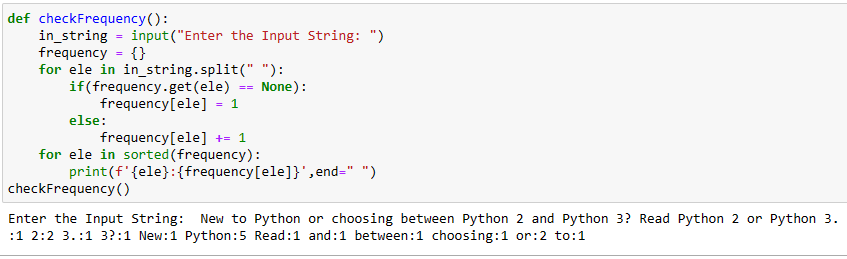 def checkFrequency():
    in_string = input("Enter the Input String: ")
    frequency = {}
    for ele in in_string.split(" "):
        if(frequency.get(ele) == None):
            frequency[ele] = 1
        else:
            frequency[ele] += 1
    for ele in sorted(frequency):
        print(f'{ele}:{frequency[ele]}',end=" ")
checkFrequency()
Enter the Input String:  New to Python or choosing between Python 2 and Python 3? Read Python 2 or Python 3.
:1 2:2 3.:1 3?:1 New:1 Python:5 Read:1 and:1 between:1 choosing:1 or:2 to:1